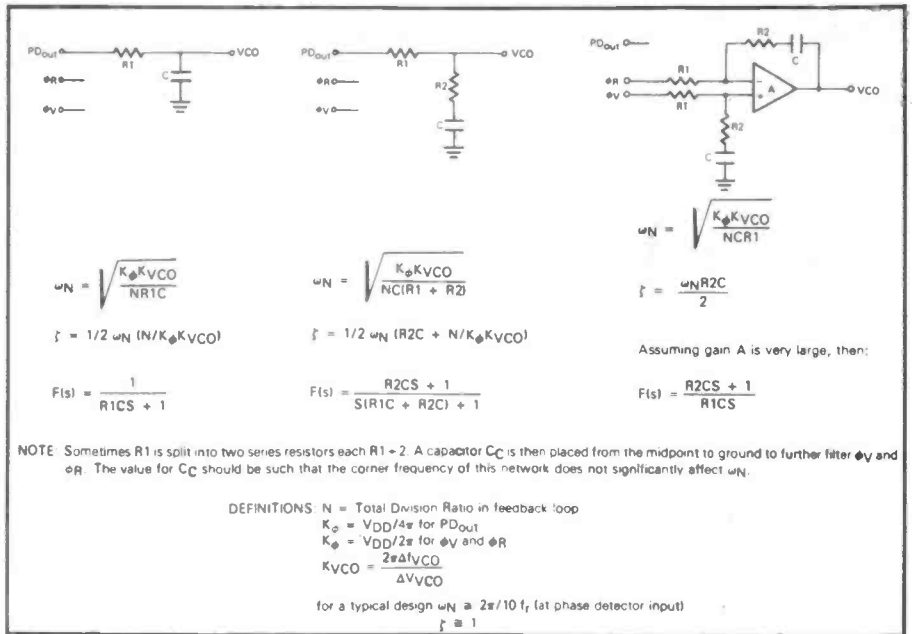 PDout R1 VCO
C
φR
φV
PDout R1 VCO
R2
C
φR
φV
PDout
R2 C
φR R1
φV R1
- + A VCO
R2
C
ωN = √ KφKVCO / NR1C
ζ = 1/2 ωN (N/KφKVCO)
F(s) = 1 / R1CS + 1
ωN = √ KφKVCO / NC(R1 + R2)
ζ = 1/2 ωN (R2C + N/KφKVCO)
F(s) = R2CS + 1 / S(R1C + R2C) + 1
ωN = √ KφKVCO / NCR1
ζ = ωNR2C / 2
Assuming gain A is very large, then:
F(s) = R2CS + 1 / R1CS
NOTE: Sometimes R1 is split into two series resistors each R1 ÷ 2. A capacitor CC is then placed from the midpoint to ground to further filter φV and
φR. The value for CC should be such that the corner frequency of this network does not significantly affect ωN.
DEFINITIONS: N = Total Division Ratio in feedback loop
Kφ = VDD/4π for PDout
Kφ = VDD/2π for φV and φR
KVCO = 2πΔfVCO / ΔVVCO
for a typical design ωN ≅ 2π/10 fr (at phase detector input)
ζ ≅ 1